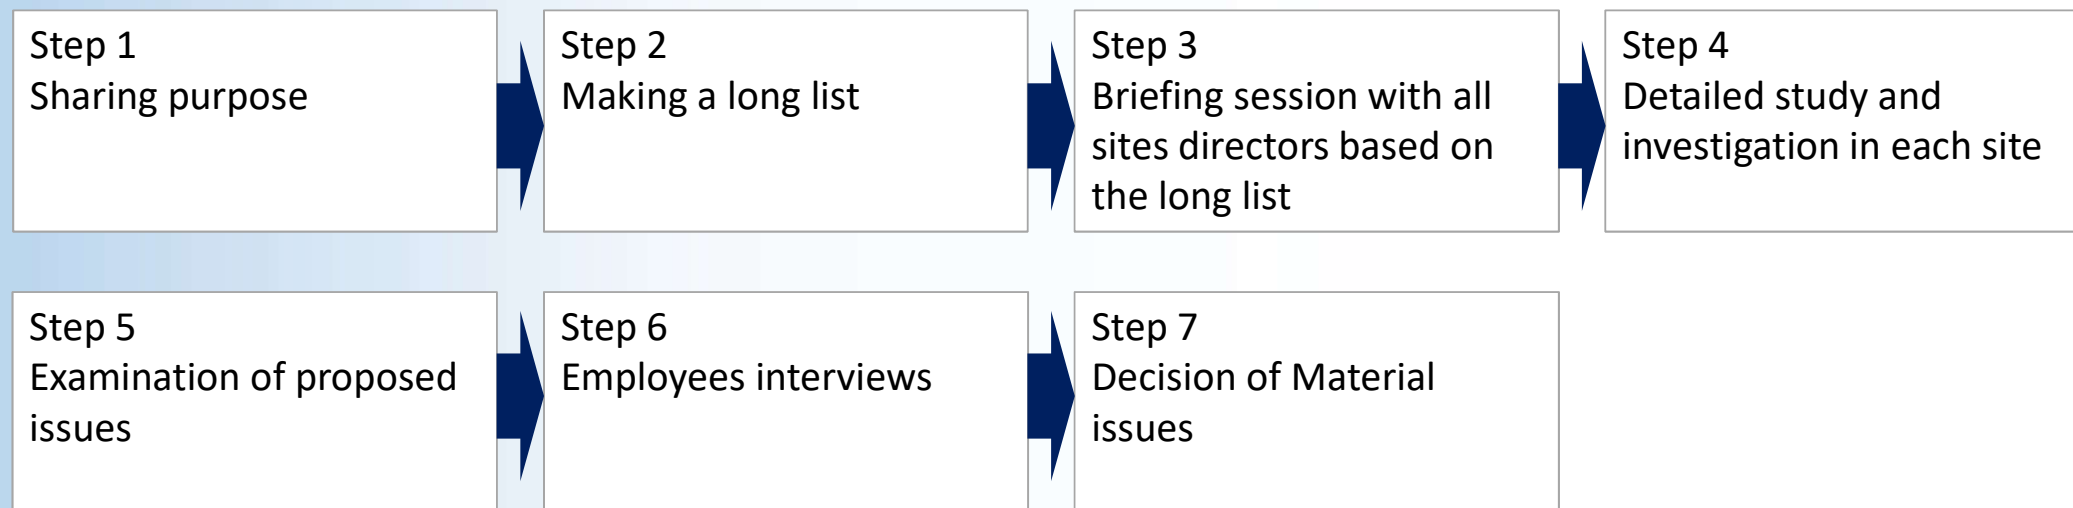 Step 1
Sharing purpose
Step 2
Making a long list
Step 3
Briefing session with all
sites directors based on
the long list
Step 4
Detailed study and
investigation in each site
Step 5
Examination of proposed
issues
Step 6
Employees interviews
Step 7
Decision of Material
issues